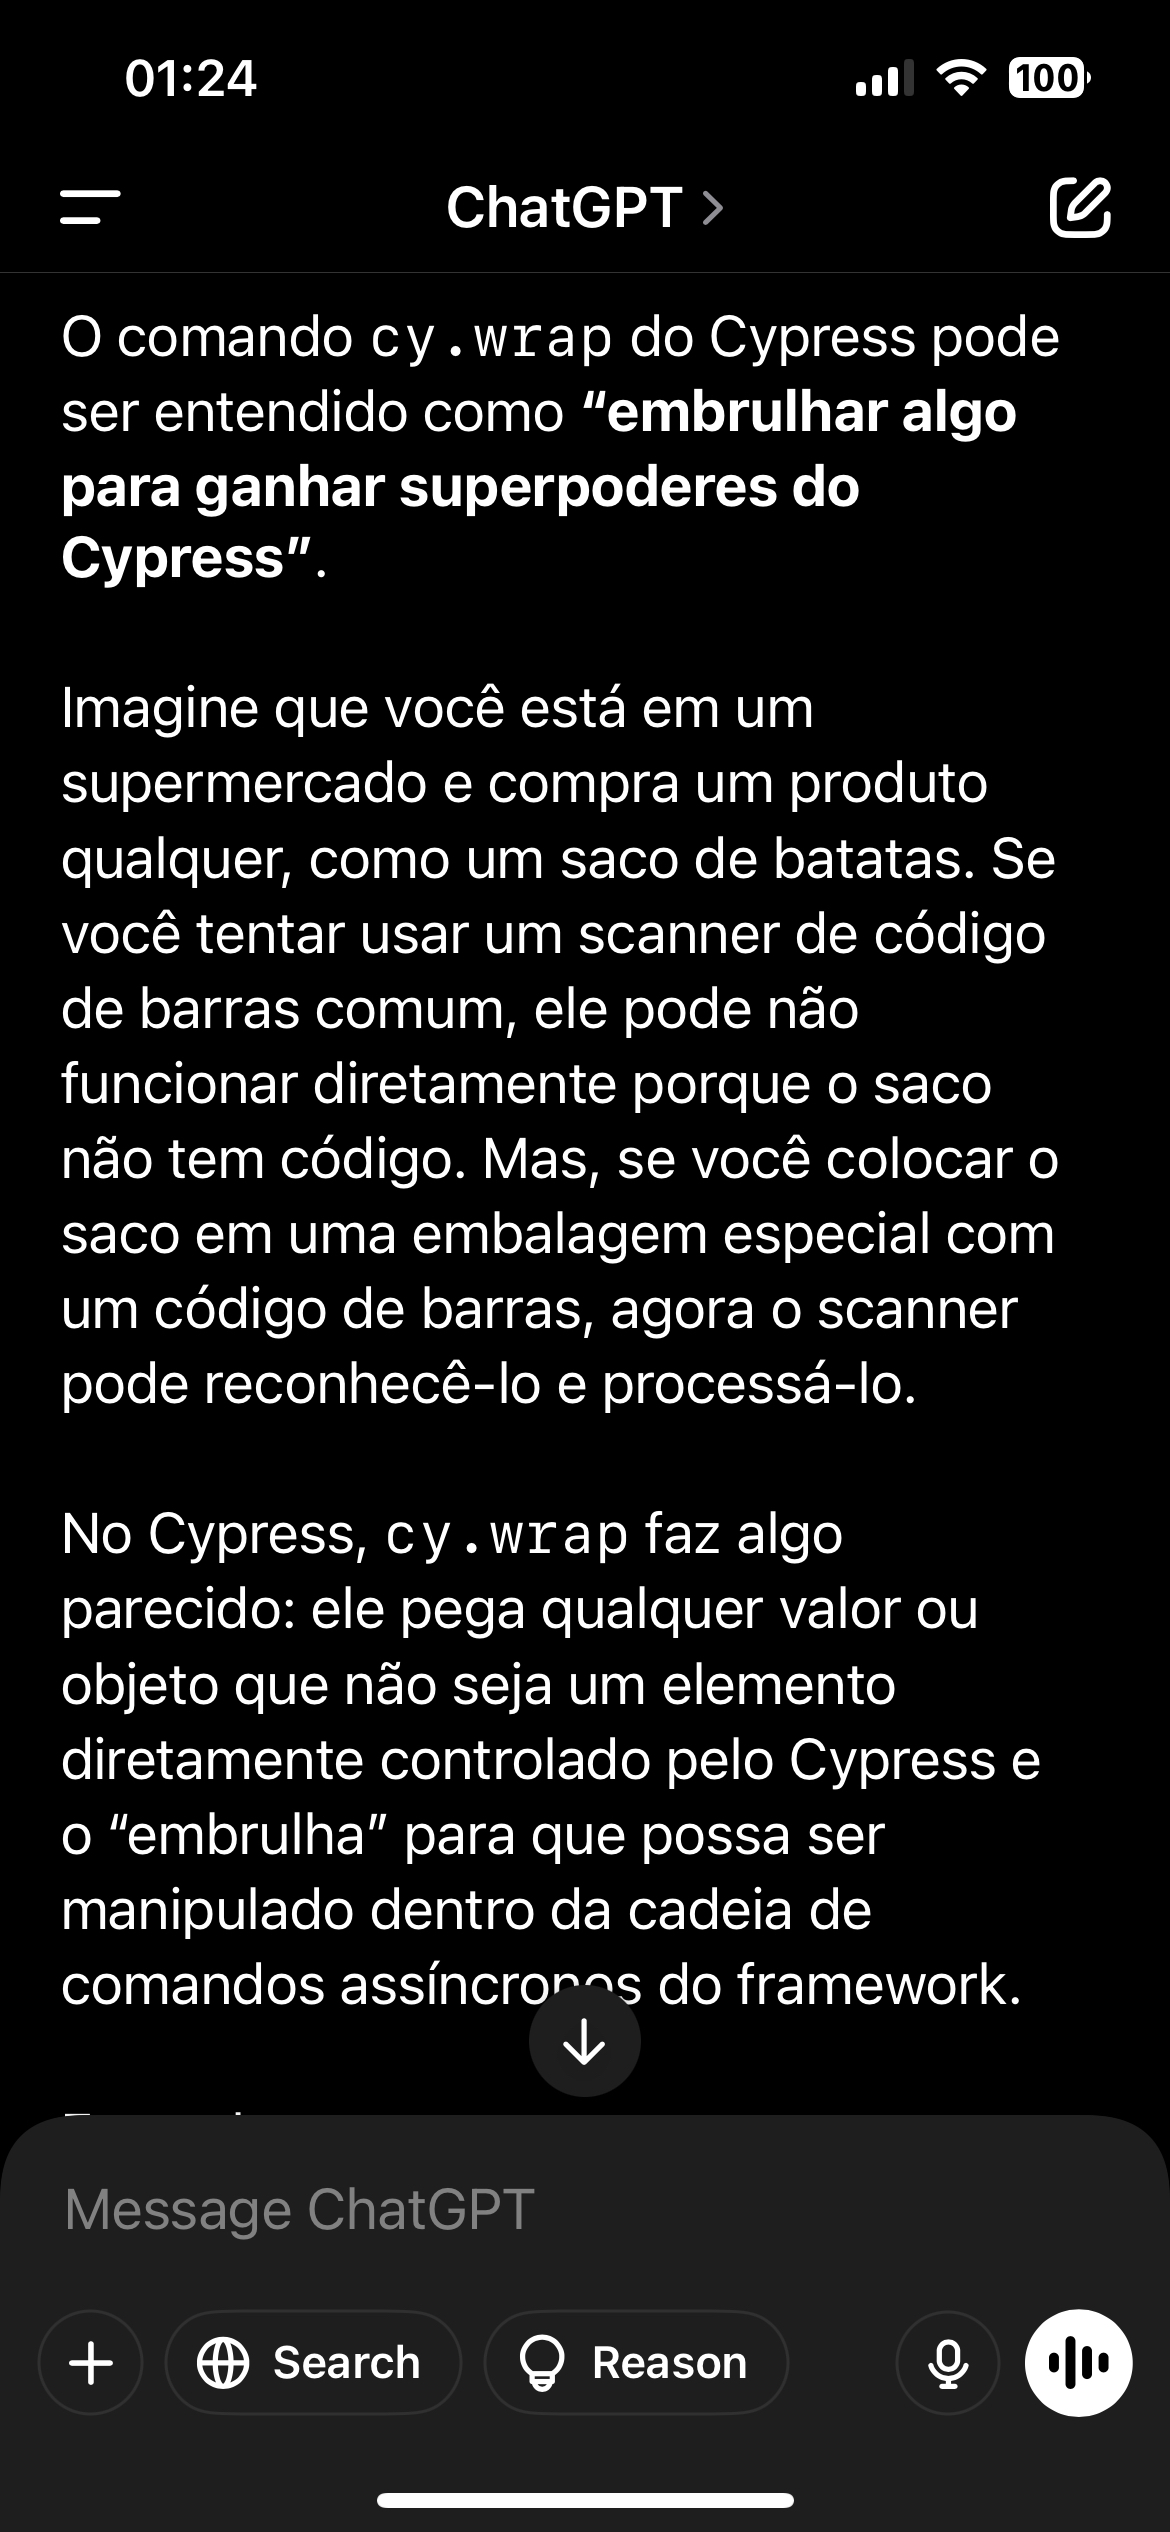 01:24
100
ChatGPT
O comando cy.wrap do Cypress pode
ser entendido como “embrulhar algo
para ganhar superpoderes do
Cypress”.
Imagine que você está em um
supermercado e compra um produto
qualquer, como um saco de batatas. Se
você tentar usar um scanner de código
de barras comum, ele pode não
funcionar diretamente porque o saco
não tem código. Mas, se você colocar o
saco em uma embalagem especial com
um código de barras, agora o scanner
pode reconhecê-lo e processá-lo.
No Cypress, cy.wrap faz algo
parecido: ele pega qualquer valor ou
objeto que não seja um elemento
diretamente controlado pelo Cypress e
o “embrulha” para que possa ser
manipulado dentro da cadeia de
comandos assíncronos do framework.
Message ChatGPT
Search
Reason